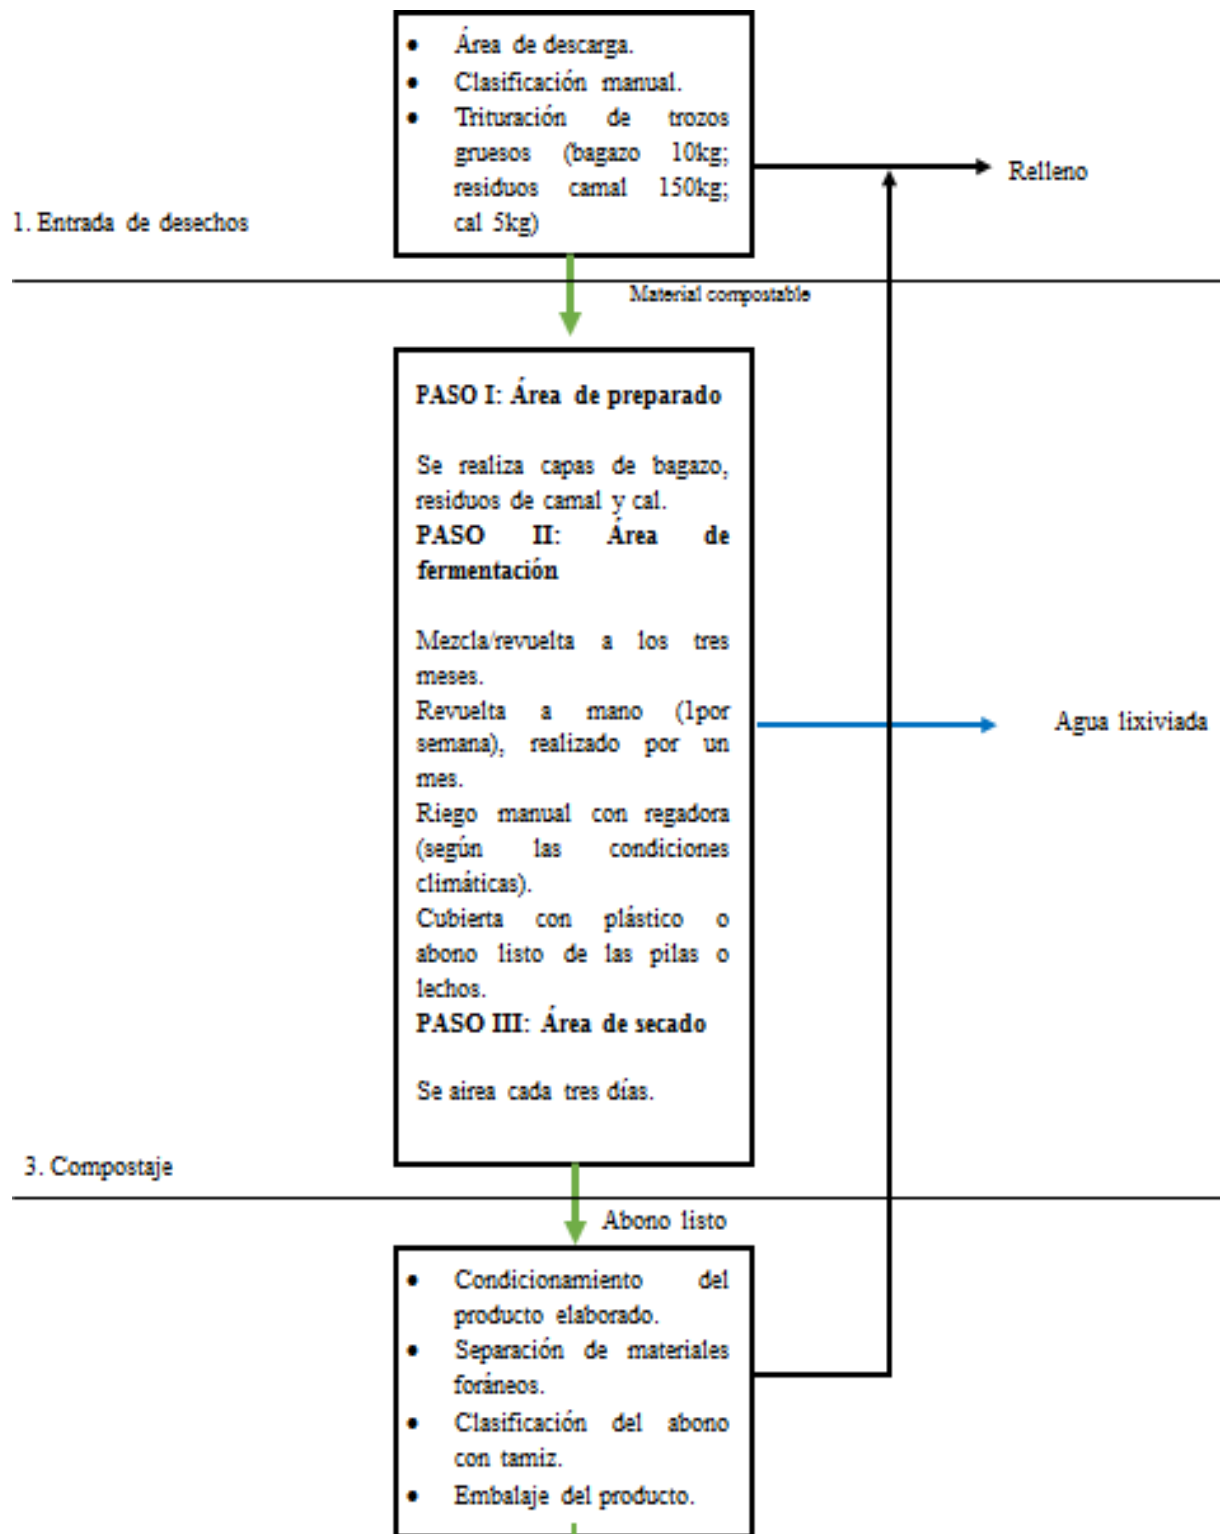 • Área de descarga.
• Clasificación manual.
• Trituración de trozos
gruesos (bagazo 10kg;
residuos camal 150kg;
cal 5kg)
Relleno
1. Entrada de desechos
Material compostable
PASO I: Área de preparado
Se realiza capas de bagazo,
residuos de camal y cal.
PASO II: Área de
fermentación
Mezcla/revuelta a los tres
meses.
Revuelta a mano (1por
semana), realizado por un
mes.
Riego manual con regadora
(según las condiciones
climáticas).
Cubierta con plástico o
abono listo de las pilas o
lechos.
PASO III: Área de secado
Se airea cada tres días.
Agua lixiviada
3. Compostaje
Abono listo
• Condicionamiento del
producto elaborado.
• Separación de materiales
foráneos.
• Clasificación del abono
con tamiz.
• Embalaje del producto.